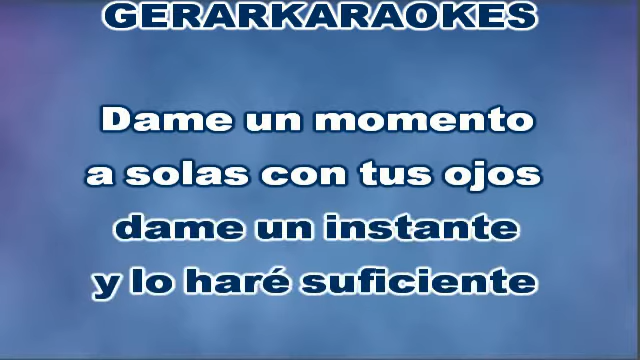 GERARKARAOKES
Dame un momento
a solas con tus ojos
dame un instante
y lo haré suficiente